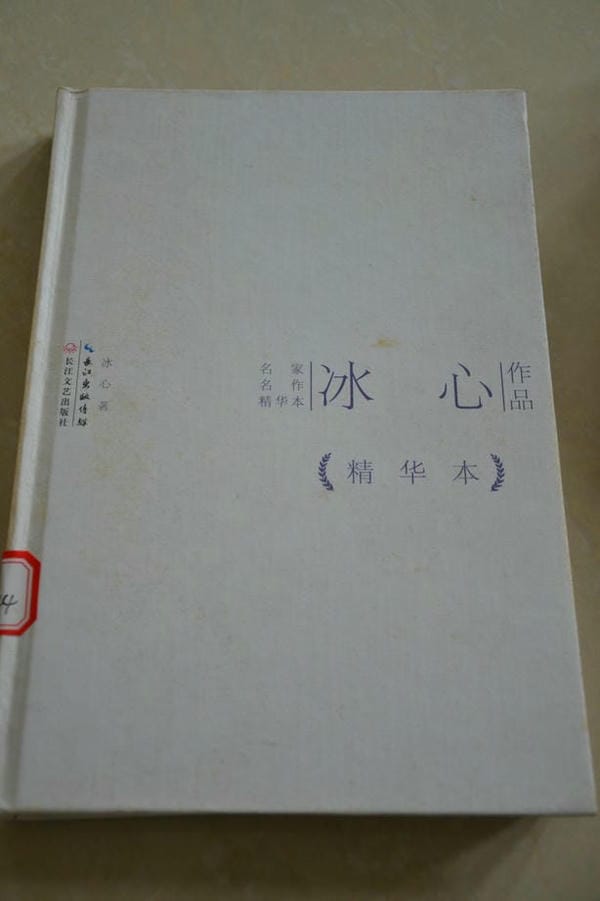 名家
名作
精华本
冰心
作品
精华本
冰心 著
长江出版传媒
长江文艺出版社
4